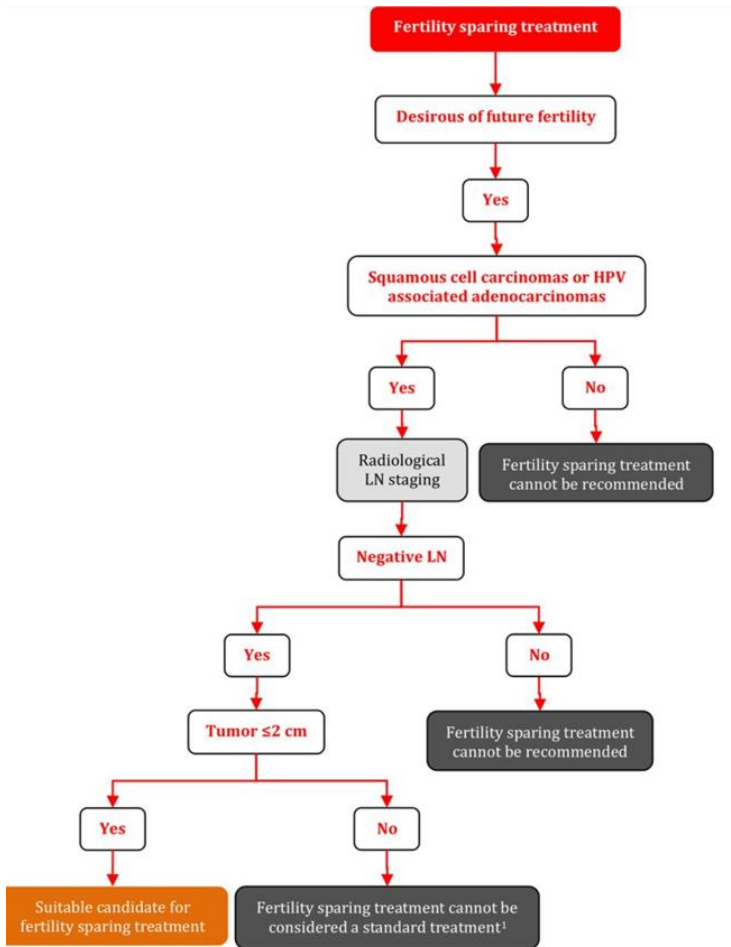 Fertility sparing treatment
Desirous of future fertility
Yes
Squamous cell carcinomas or HPV
associated adenocarcinomas
Yes
No
Radiological
LN staging
Fertility sparing treatment
cannot be recommended
Negative LN
Yes
No
Tumor ≤2 cm
Fertility sparing treatment
cannot be recommended
Yes
No
Suitable candidate for
fertility sparing treatment
Fertility sparing treatment cannot be
considered a standard treatment¹